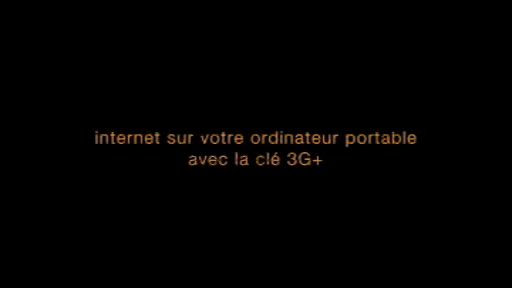 internet sur votre ordinateur portable
avec la clé 3G+